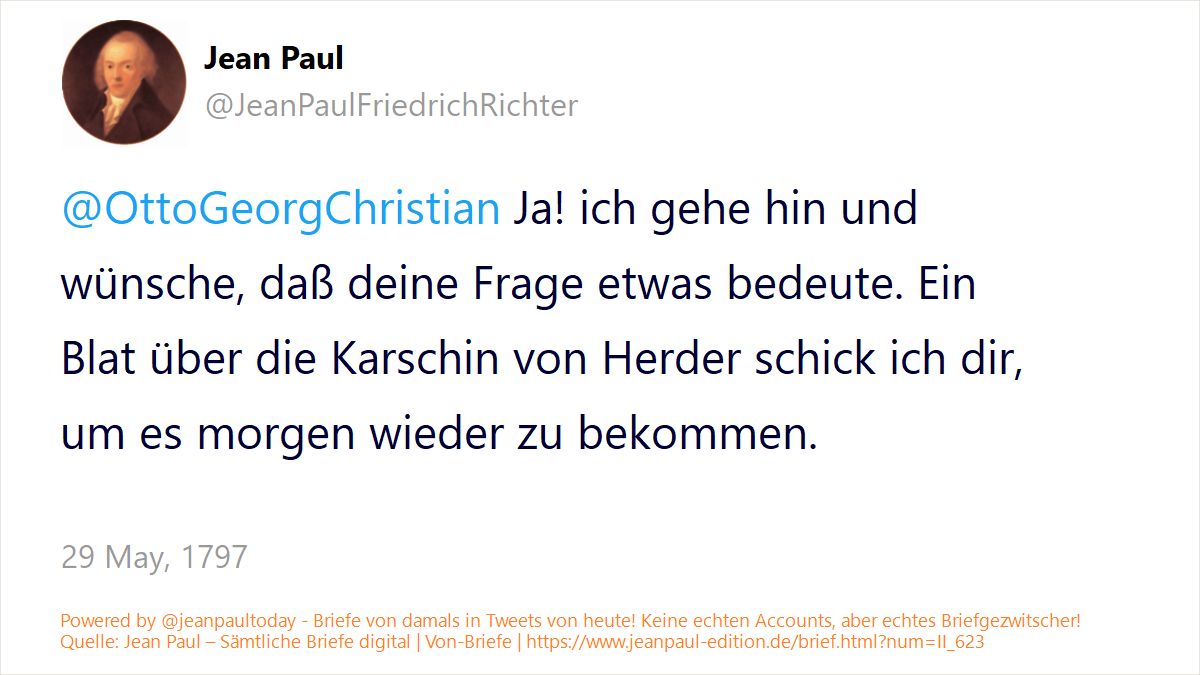 Jean Paul
@JeanPaulFriedrichRichter
@OttoGeorgChristian Ja! ich gehe hin und
wünsche, daß deine Frage etwas bedeute. Ein
Blat über die Karschin von Herder schick ich dir,
um es morgen wieder zu bekommen.
29 May, 1797
Powered by @jeanpaultoday - Briefe von damals in Tweets von heute! Keine echten Accounts, aber echtes Briefgezwitscher!
Quelle: Jean Paul – Sämtliche Briefe digital | Von-Briefe | https://www.jeanpaul-edition.de/brief.html?num=II_623